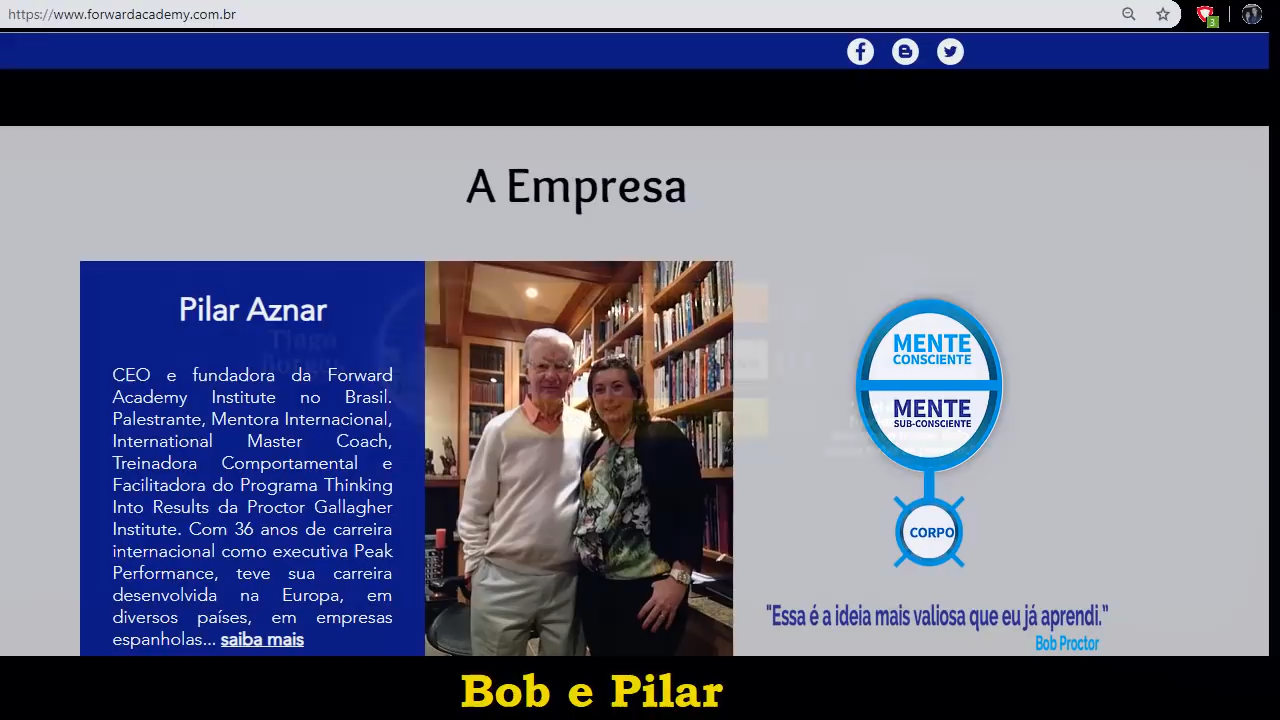 https://www.forwardacademy.com.br
3
A Empresa
Pilar Aznar
CEO e fundadora da Forward
Academy Institute no Brasil.
Palestrante, Mentora Internacional,
International Master Coach,
Treinadora Comportamental e
Facilitadora do Programa Thinking
Into Results da Proctor Gallagher
Institute. Com 36 anos de carreira
internacional como executiva Peak
Performance, teve sua carreira
desenvolvida na Europa, em
diversos países, em empresas
espanholas... saiba mais
MENTE
CONSCIENTE
MENTE
SUB-CONSCIENTE
CORPO
"Essa é a ideia mais valiosa que eu já aprendi."
Bob Proctor
Bob e Pilar